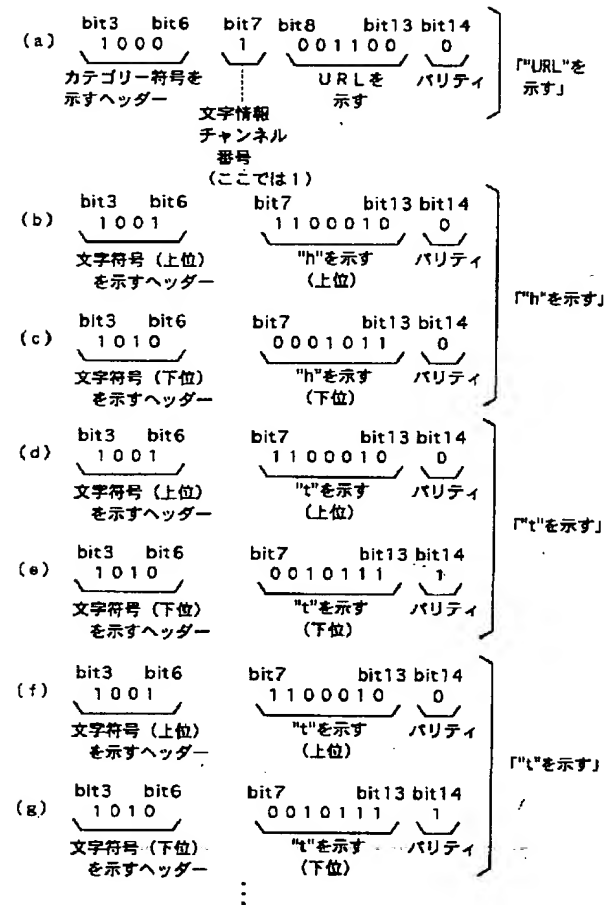 bit3 bit6 bit7 bit8 bit13 bit14
(a) 1000 1 001100 0
カテゴリー符号を
示すヘッダー
URLを
示す
パリティ
「"URL"を
示す」
文字情報
チャンネル
番号
(ここでは1)
bit3 bit6 bit7 bit13 bit14
(b) 1001 1100010 0
文字符号(上位)
を示すヘッダー
"h"を示す
(上位)
パリティ
bit3 bit6 bit7 bit13 bit14
(c) 1010 0001011 0
文字符号(下位)
を示すヘッダー
"h"を示す
(下位)
パリティ
「"h"を示す」
bit3 bit6 bit7 bit13 bit14
(d) 1001 1100010 0
文字符号(上位)
を示すヘッダー
"t"を示す
(上位)
パリティ
bit3 bit6 bit7 bit13 bit14
(e) 1010 0010111 1
文字符号(下位)
を示すヘッダー
"t"を示す
(下位)
パリティ
「"t"を示す」
bit3 bit6 bit7 bit13 bit14
(f) 1001 1100010 0
文字符号(上位)
を示すヘッダー
"t"を示す
(上位)
パリティ
bit3 bit6 bit7 bit13 bit14
(g) 1010 0010111 1
文字符号(下位)
を示すヘッダー
"t"を示す
(下位)
パリティ
「"t"を示す」